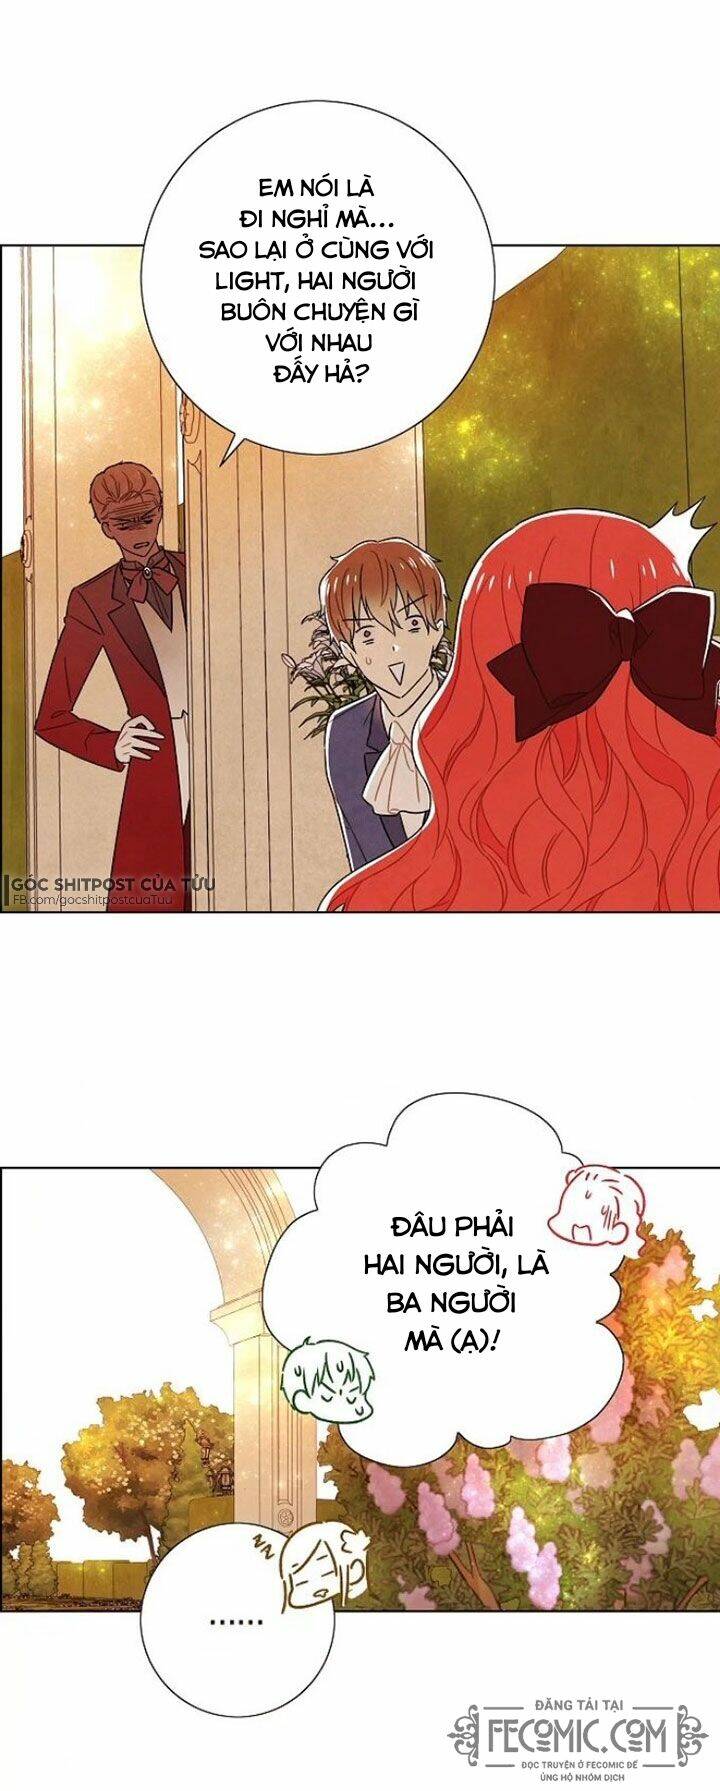 EM NÓI LÀ
ĐI NGHỈ MÀ...
SAO LẠI Ở CÙNG VỚI
LIGHT, HAI NGƯỜI
BUÔN CHUYỆN GÌ
VỚI NHAU
ĐẤY HẢ?
GÓC SHITPOST CỦA TỬU
FB.com/gocshitpostcuaTuu
ĐÂU PHẢI
HAI NGƯỜI, LÀ
BA NGƯỜI
MÀ (Ạ)!
......
ĐĂNG TẢI TẠI
FECOMIC.COM
ĐỌC TRUYỆN Ở FECOMIC ĐỂ
ỦNG HỘ NHÓM DỊCH